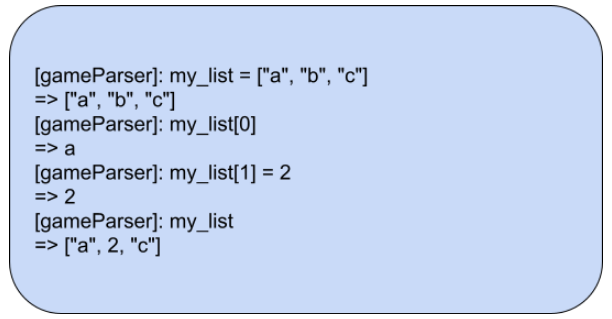 [gameParser]: my_list = ["a", "b", "c"]
=> ["a", "b", "c"]
[gameParser]: my_list[0]
=> a
[gameParser]: my_list[1] = 2
=> 2
[gameParser]: my_list
=> ["a", 2, "c"]